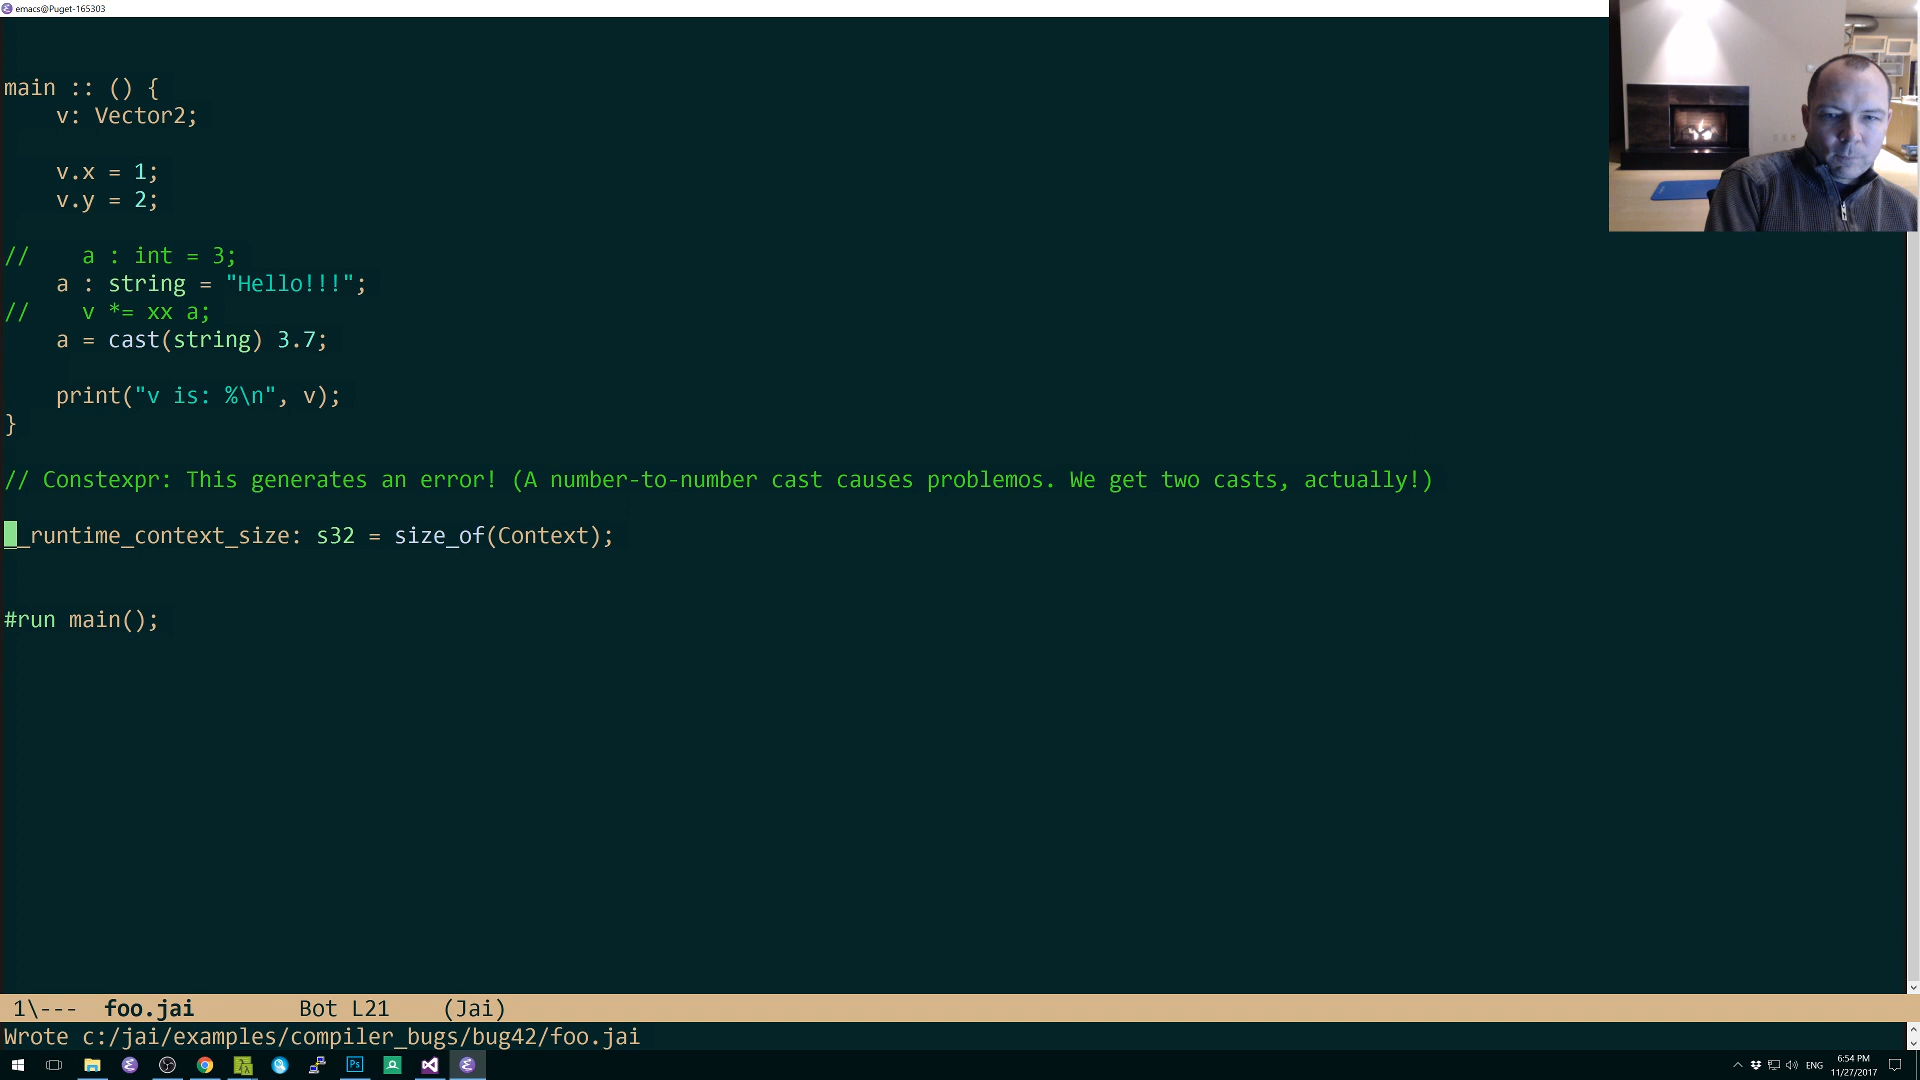 emacs@Puget-165303
main :: () {
    v: Vector2;
    v.x = 1;
    v.y = 2;
//    a : int = 3;
    a : string = "Hello!!!";
//    v *= xx a;
    a = cast(string) 3.7;
    print("v is: %\n", v);
}
// Constexpr: This generates an error! (A number-to-number cast causes problemos. We get two casts, actually!)
__runtime_context_size: s32 = size_of(Context);
#run main();
1\---  foo.jai        Bot L21    (Jai)
Wrote c:/jai/examples/compiler_bugs/bug42/foo.jai
Ps
ENG
6:54 PM
11/27/2017